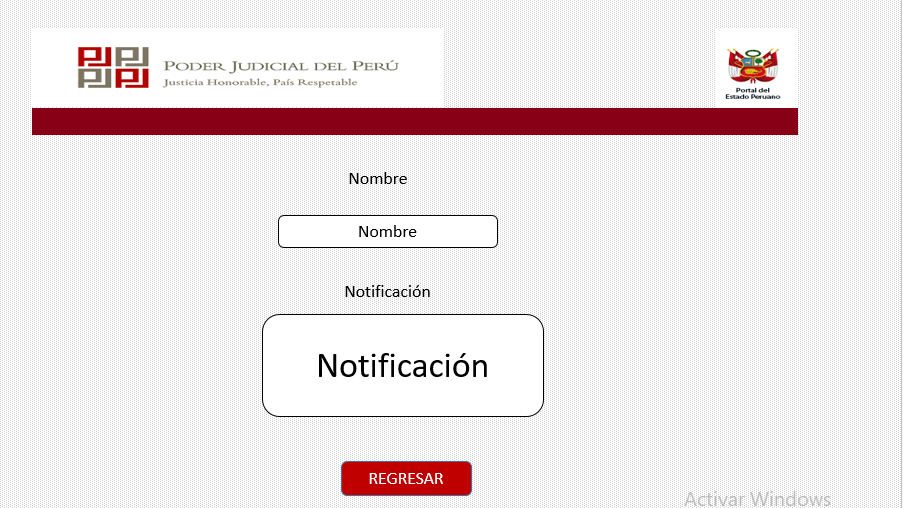 PODER JUDICIAL DEL PERÚ
Justicia Honorable, País Respetable
Portal del
Estado Peruano
Nombre
Nombre
Notificación
Notificación
REGRESAR
Activar Windows